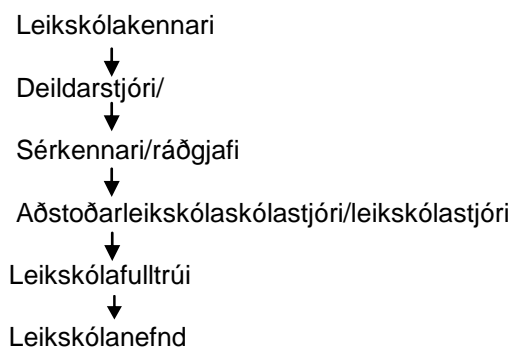 Leikskólakennari
Deildarstjóri/
Sérkennari/ráðgjafi
Aðstoðarleikskólaskólastjóri/leikskólastjóri
Leikskólafulltrúi
Leikskólanefnd